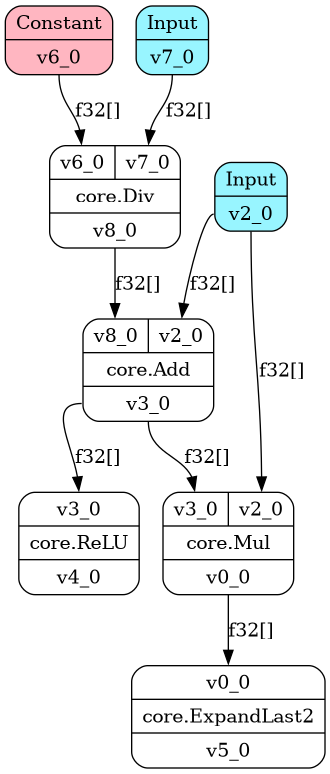 Constant
v6_0
Input
v7_0
f32[]
f32[]
v6_0 v7_0
core.Div
v8_0
Input
v2_0
f32[]
f32[]
v8_0 v2_0
core.Add
v3_0
f32[]
f32[]
f32[]
v3_0
core.ReLU
v4_0
v3_0 v2_0
core.Mul
v0_0
f32[]
v0_0
core.ExpandLast2
v5_0